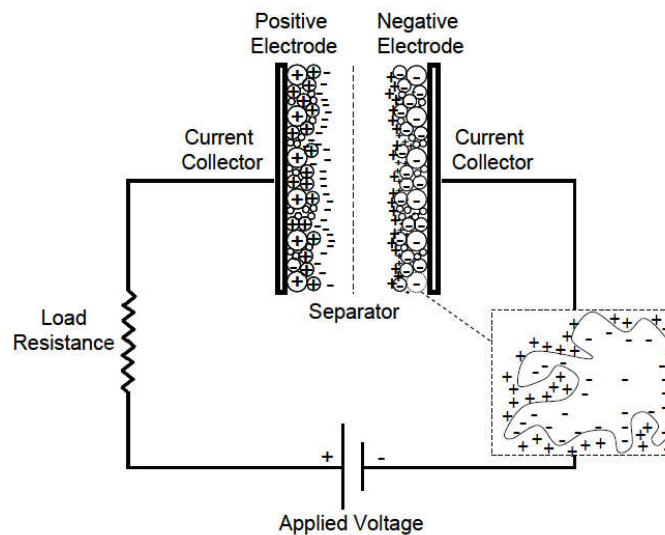 Positive
Electrode
Negative
Electrode
Current
Collector
Current
Collector
Separator
Load
Resistance
+ -
Applied Voltage